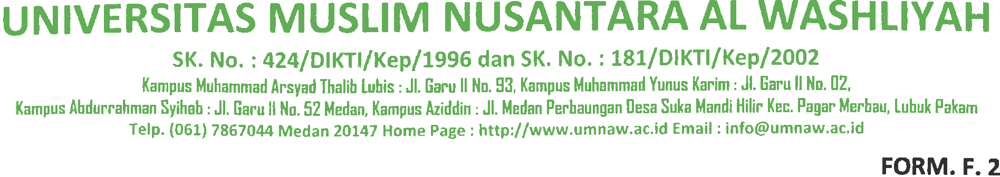 UNIVERSITAS MUSLIM NUSANTARA AL WASHLIYAH
SK. No. : 424/DIKTI/Kep/1996 dan SK. No. : 181/DIKTI/Kep/2002
Kampus Muhammad Arsyad Thalib Lubis : Jl. Garu II No. 93, Kampus Muhammad Yunus Karim : Jl. Garu II No. 02,
Kampus Abdurrahman Syihab : Jl. Garu II No. 52 Medan, Kampus Aziddin : Jl. Medan Perbaungan Desa Suka Mandi Hilir Kec. Pagar Merbau, Lubuk Pakam
Telp. (061) 7867044 Medan 20147 Home Page : http://www.umnaw.ac.id Email : info@umnaw.ac.id
FORM. F. 2